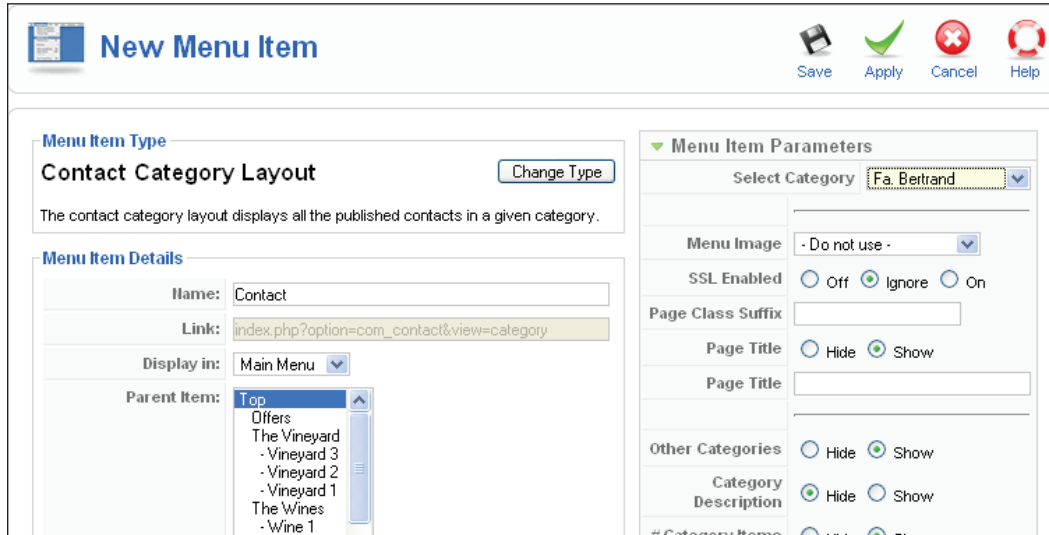 New Menu Item
Save Apply Cancel Help
Menu Item Type
Contact Category Layout
Change Type
The contact category layout displays all the published contacts in a given category.
Menu Item Details
Name: Contact
Link: index.php?option=com_contact&view=category
Display in: Main Menu
Parent Item: Top
Offers
The Vineyard
- Vineyard 3
- Vineyard 2
- Vineyard 1
The Wines
- Wine 1
Menu Item Parameters
Select Category Fa. Bertrand
Menu Image - Do not use -
SSL Enabled Off Ignore On
Page Class Suffix
Page Title Hide Show
Page Title
Other Categories Hide Show
Category
Description Hide Show
# Category Items